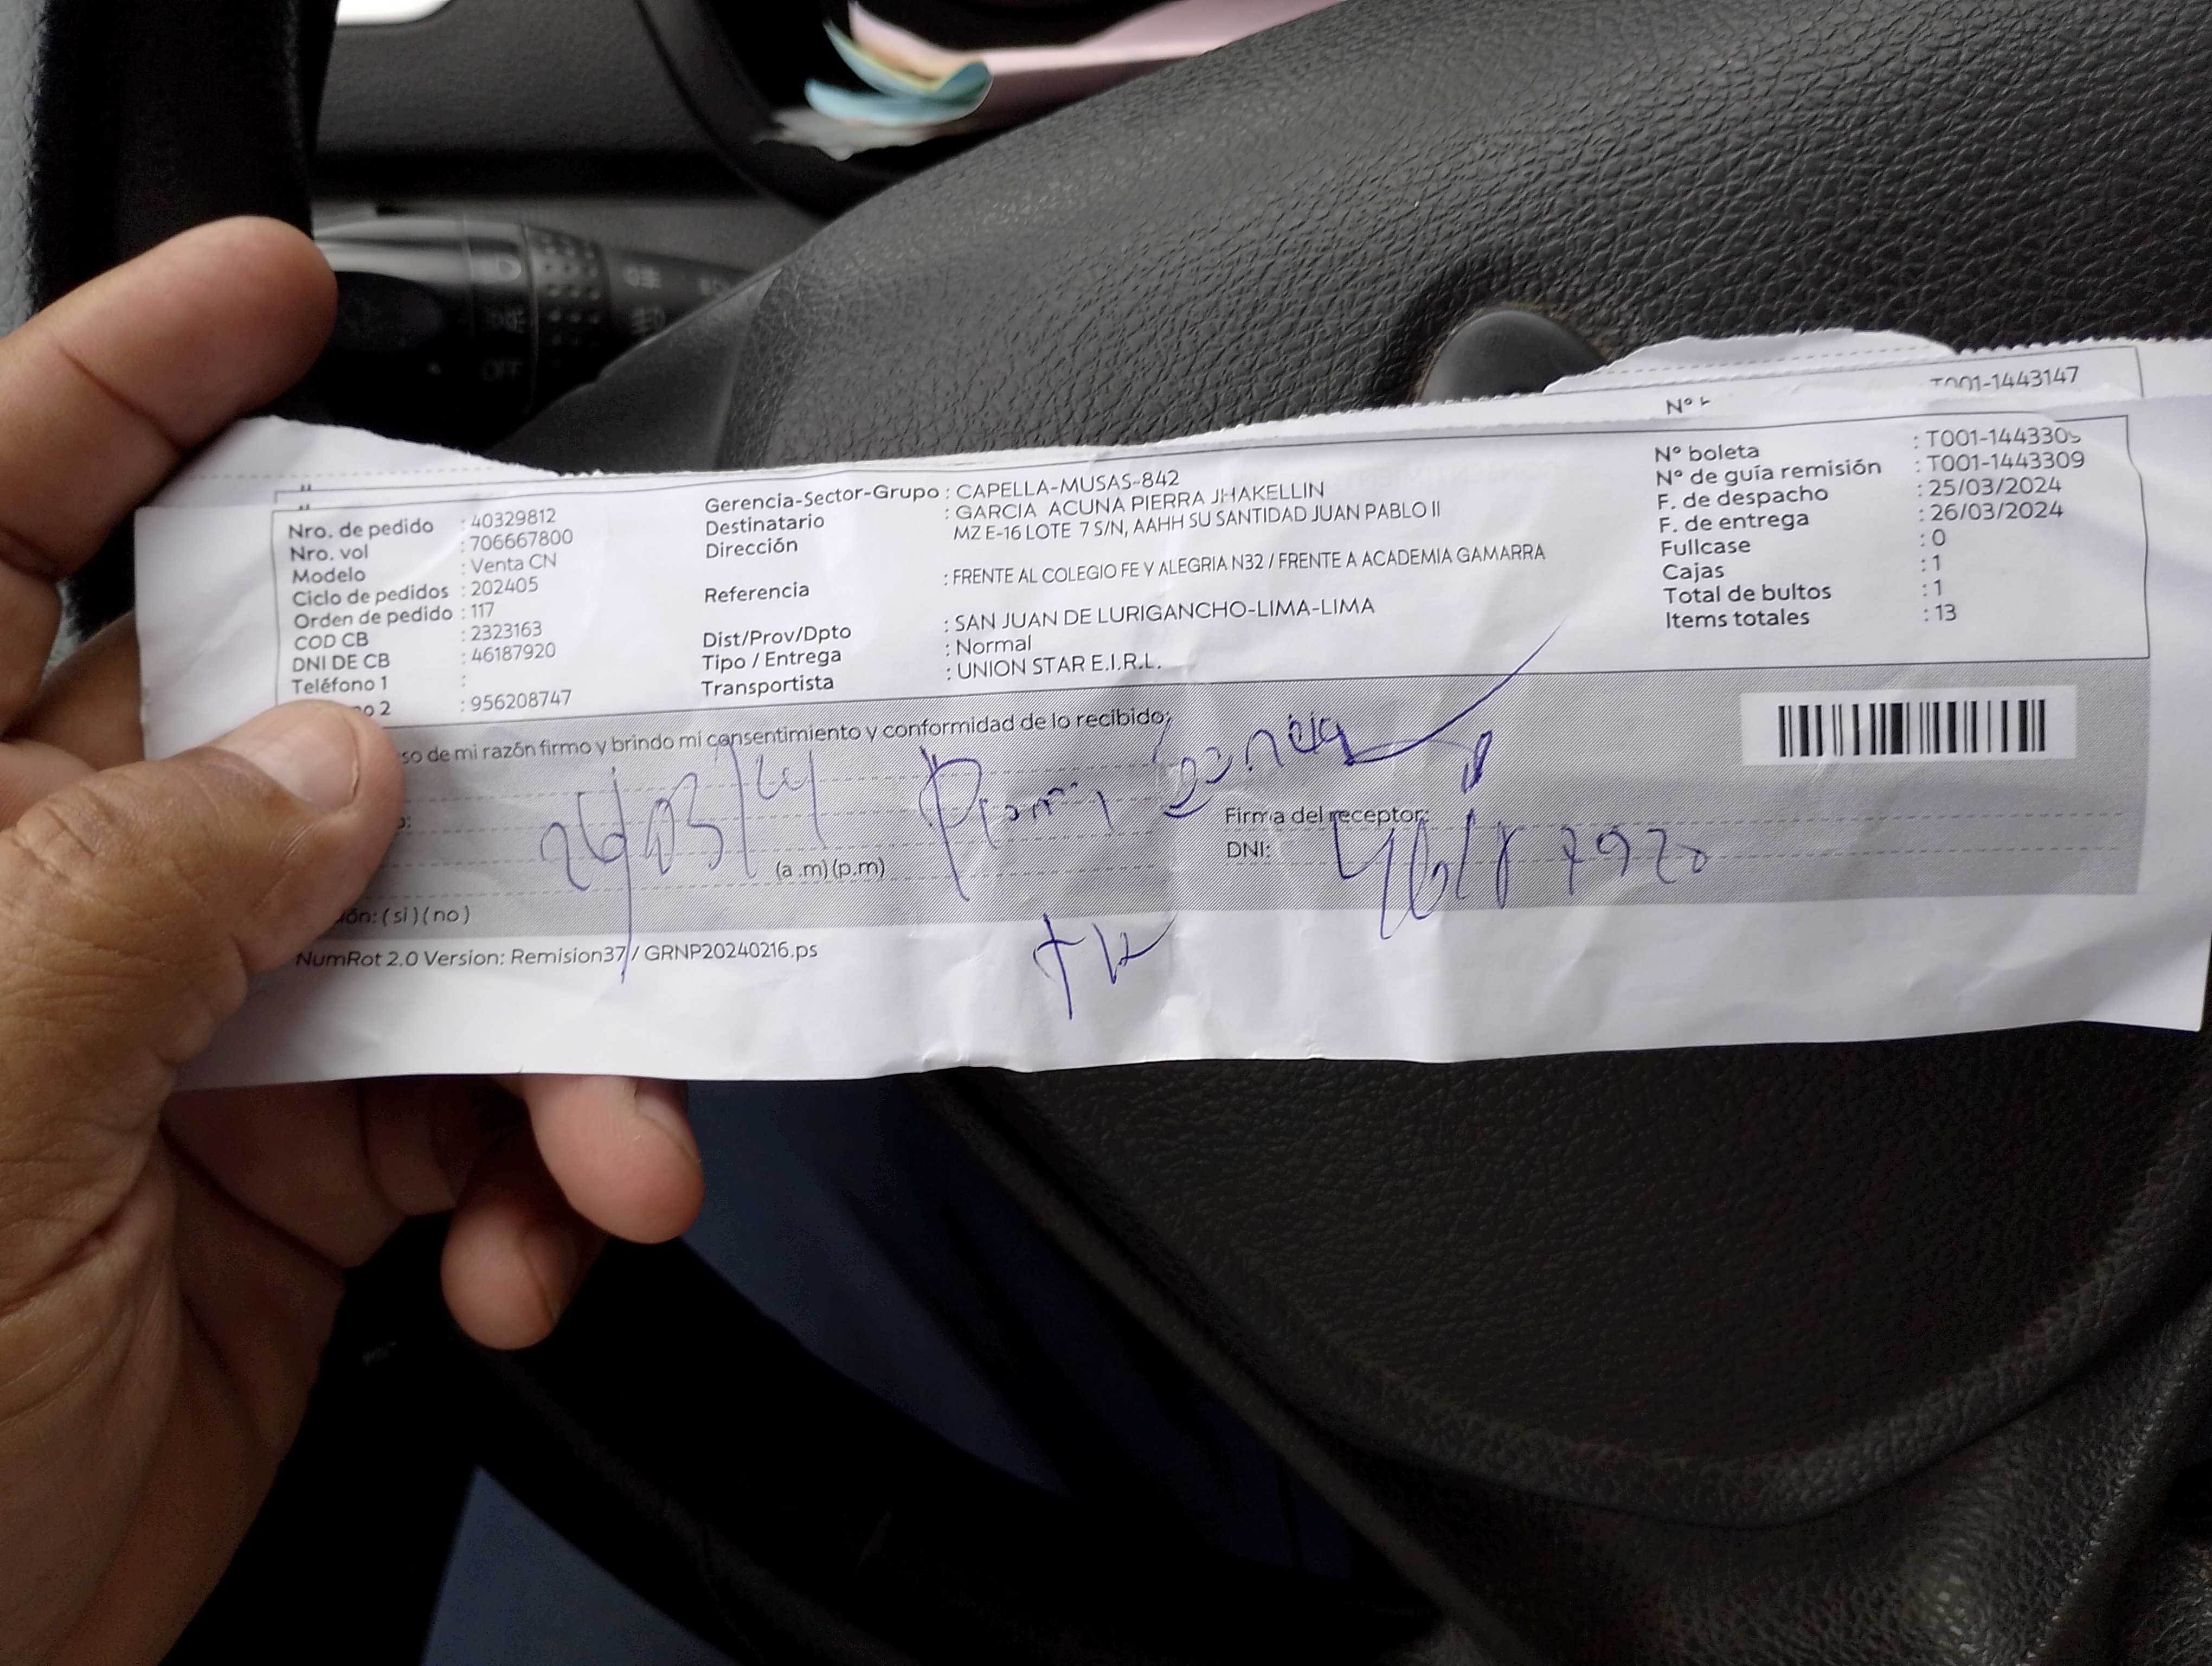 OFF
Nº
T001-1443147
Nro. de pedido : 40329812
Nro. vol : 706667800
Modelo : Venta CN
Ciclo de pedidos : 202405
Orden de pedido : 117
COD CB : 2323163
DNI DE CB : 46187920
Teléfono 1 :
no 2 : 956208747
Gerencia-Sector-Grupo : CAPELLA-MUSAS-842
Destinatario : GARCIA ACUNA PIERRA JHAKELLIN
Dirección MZ E-16 LOTE 7 S/N, AAHH SU SANTIDAD JUAN PABLO II
Referencia : FRENTE AL COLEGIO FE Y ALEGRIA N32 / FRENTE A ACADEMIA GAMARRA
Dist/Prov/Dpto : SAN JUAN DE LURIGANCHO-LIMA-LIMA
Tipo / Entrega : Normal
Transportista : UNION STAR E.I.R.L.
Nº boleta : T001-1443309
Nº de guía remisión : T001-1443309
F. de despacho : 25/03/2024
F. de entrega : 26/03/2024
Fullcase : 0
Cajas : 1
Total de bultos : 1
Items totales : 13
so de mi razón firmo y brindo mi consentimiento y conformidad de lo recibido;
26/03/24
(a.m)(p.m)
Firma del receptor:
DNI: 46187920
ión: (si) (no)
NumRot 2.0 Version: Remision37 / GRNP20240216.ps